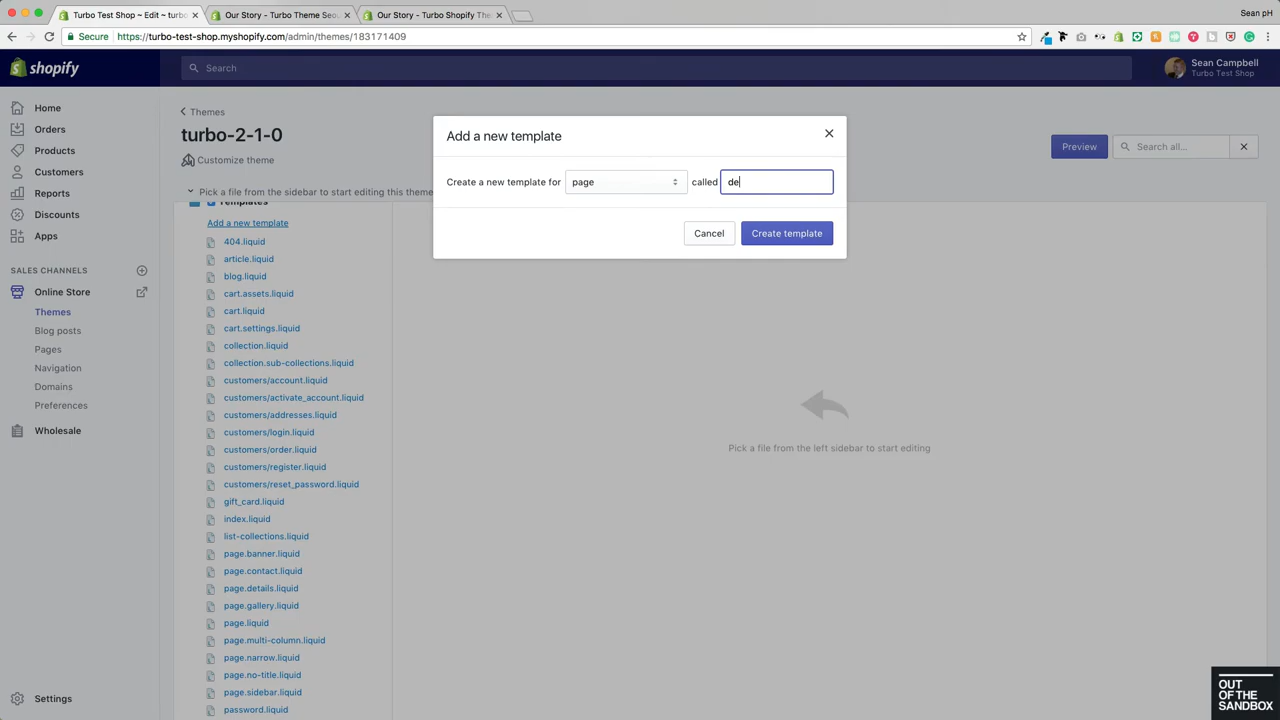 Turbo Test Shop ~ Edit ~ turbo
Our Story - Turbo Theme Seo
Our Story - Turbo Shopify The
Sean pH
Secure
https://turbo-test-shop.myshopify.com/admin/themes/183171409
shopify
Search
Sean Campbell
Turbo Test Shop
Home
Orders
Products
Customers
Reports
Discounts
Apps
SALES CHANNELS
Online Store
Themes
Blog posts
Pages
Navigation
Domains
Preferences
Wholesale
Settings
Themes
turbo-2-1-0
Customize theme
Preview
Search all...
Pick a file from the sidebar to start editing this theme
Templates
Add a new template
404.liquid
article.liquid
blog.liquid
cart.assets.liquid
cart.liquid
cart.settings.liquid
collection.liquid
collection.sub-collections.liquid
customers/account.liquid
customers/activate_account.liquid
customers/addresses.liquid
customers/login.liquid
customers/order.liquid
customers/register.liquid
customers/reset_password.liquid
gift_card.liquid
index.liquid
list-collections.liquid
page.banner.liquid
page.contact.liquid
page.details.liquid
page.gallery.liquid
page.liquid
page.multi-column.liquid
page.narrow.liquid
page.no-title.liquid
page.sidebar.liquid
password.liquid
Add a new template
Create a new template for page called de
Cancel
Create template
Pick a file from the left sidebar to start editing
OUT
OF THE
SANDBOX